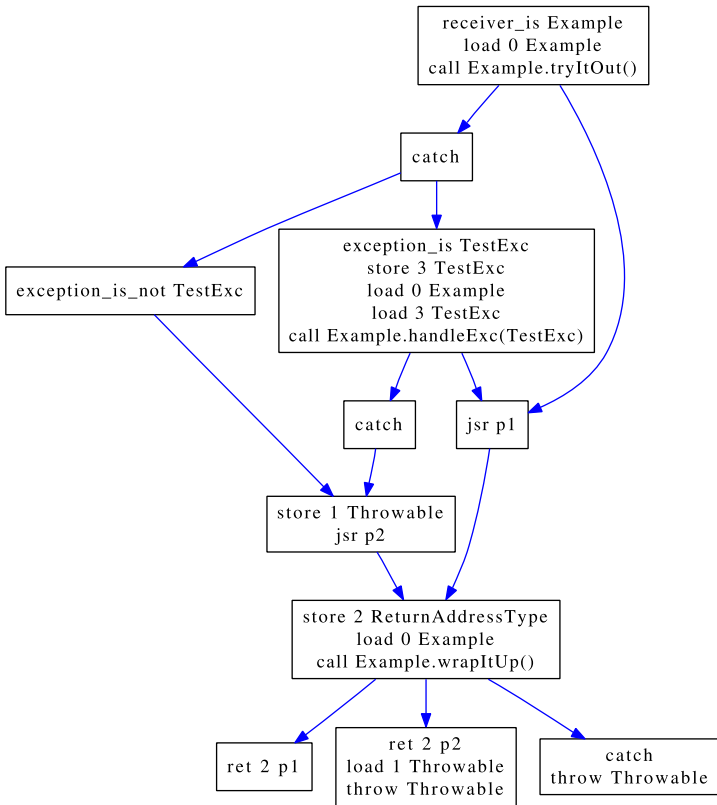 receiver_is Example
load 0 Example
call Example.tryItOut()
catch
exception_is_not TestExc
exception_is TestExc
store 3 TestExc
load 0 Example
load 3 TestExc
call Example.handleExc(TestExc)
catch
jsr p1
store 1 Throwable
jsr p2
store 2 ReturnAddressType
load 0 Example
call Example.wrapItUp()
ret 2 p1
ret 2 p2
load 1 Throwable
throw Throwable
catch
throw Throwable